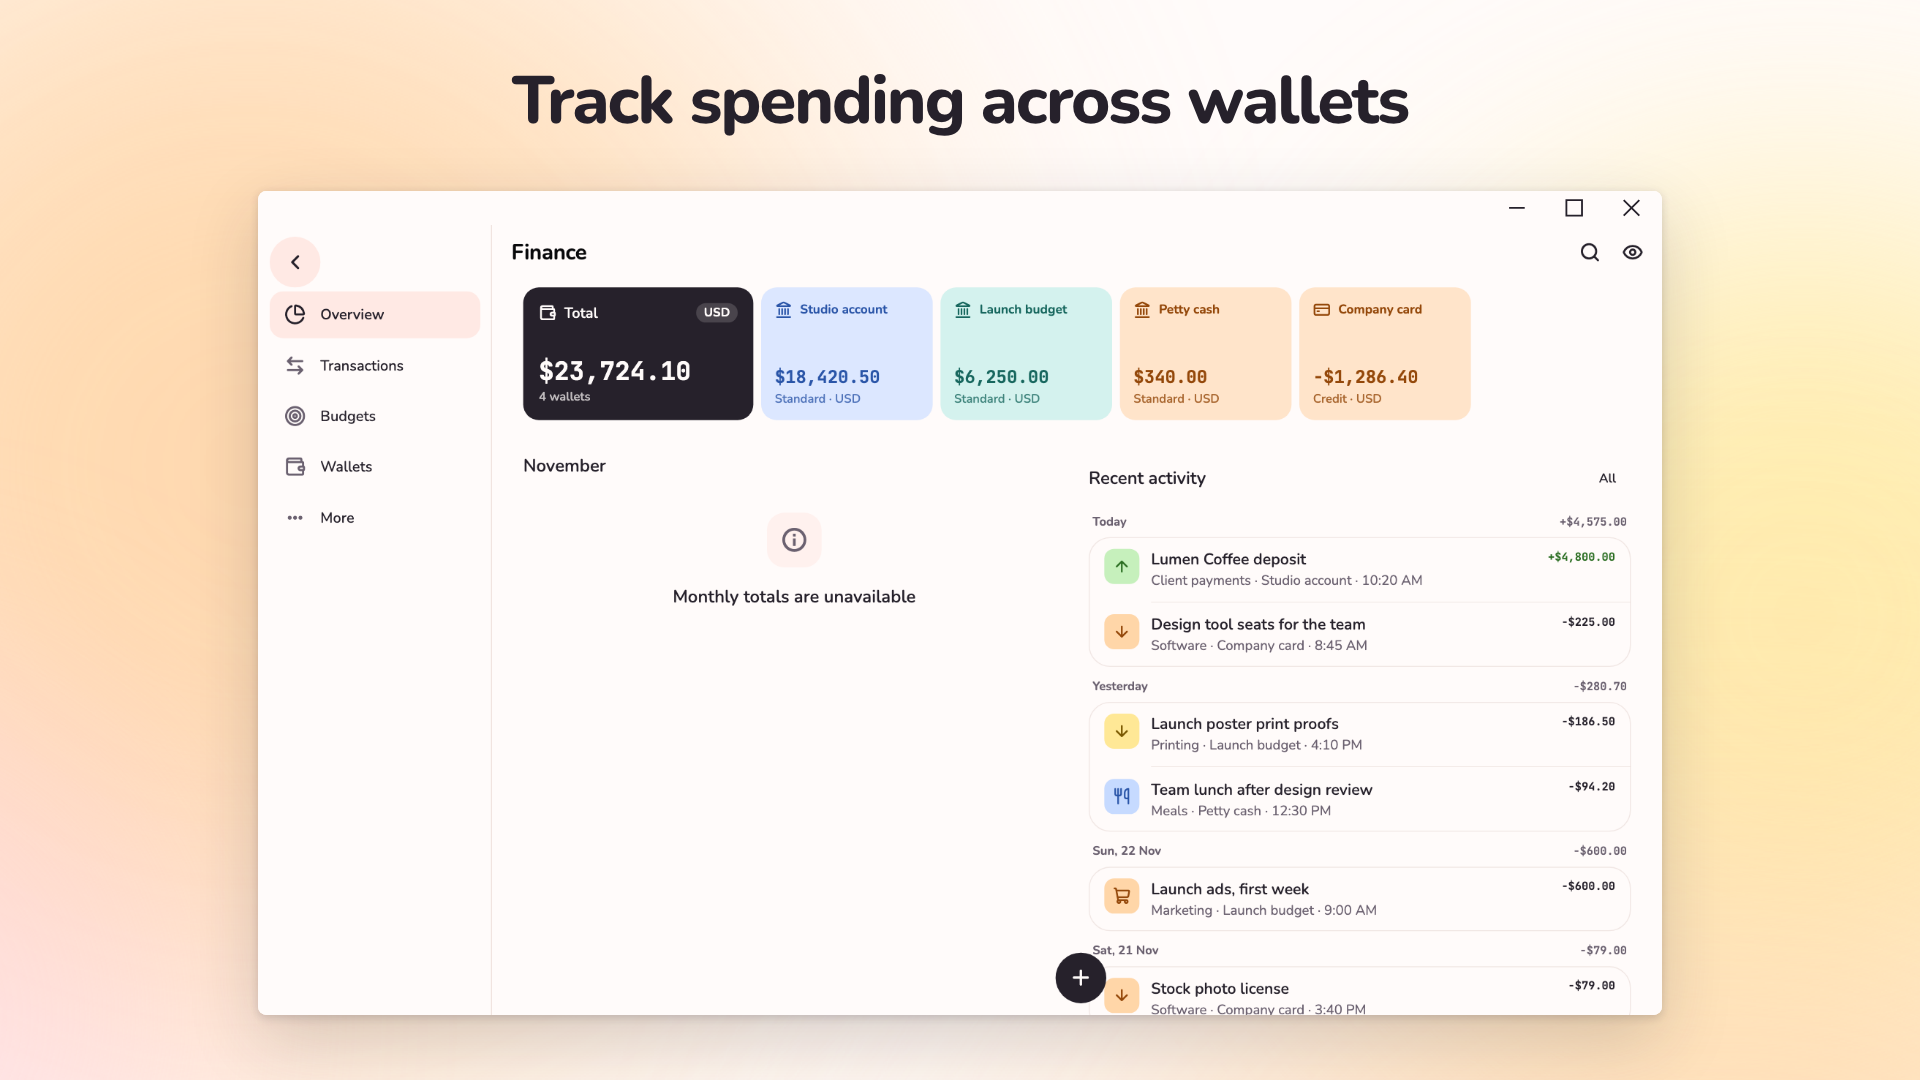 Track spending across wallets
Finance
Overview
Transactions
Budgets
Wallets
More
Total
USD
$23,724.10
4 wallets
Studio account
$18,420.50
Standard · USD
Launch budget
$6,250.00
Standard · USD
Petty cash
$340.00
Standard · USD
Company card
-$1,286.40
Credit · USD
November
Monthly totals are unavailable
Recent activity
All
Today
+$4,575.00
Lumen Coffee deposit
+$4,800.00
Client payments · Studio account · 10:20 AM
Design tool seats for the team
-$225.00
Software · Company card · 8:45 AM
Yesterday
-$280.70
Launch poster print proofs
-$186.50
Printing · Launch budget · 4:10 PM
Team lunch after design review
-$94.20
Meals · Petty cash · 12:30 PM
Sun, 22 Nov
-$600.00
Launch ads, first week
-$600.00
Marketing · Launch budget · 9:00 AM
Sat, 21 Nov
-$79.00
Stock photo license
-$79.00
Software · Company card · 3:40 PM